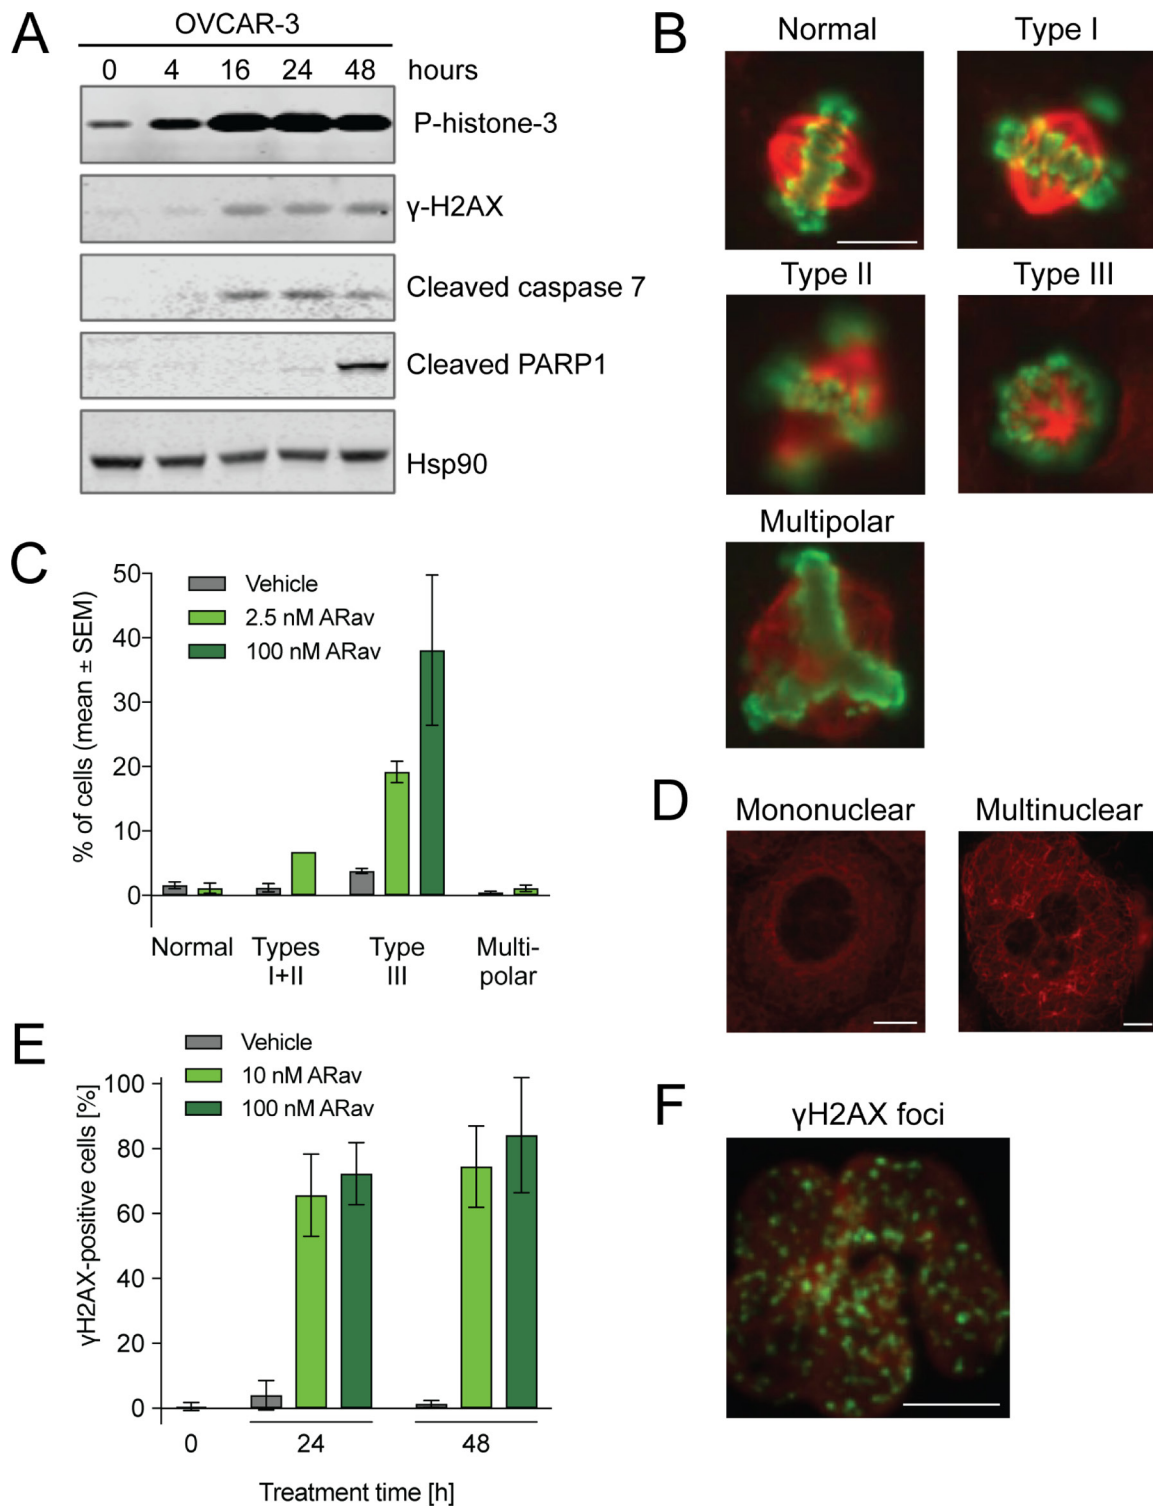 A
OVCAR-3
0 4 16 24 48 hours
P-histone-3
γ-H2AX
Cleaved caspase 7
Cleaved PARP1
Hsp90
B
Normal
Type I
Type II
Type III
Multipolar
C
% of cells (mean ± SEM)
50
40
30
20
10
0
Vehicle
2.5 nM ARav
100 nM ARav
Normal
Types
I+II
Type
III
Multi-
polar
D
Mononuclear
Multinuclear
E
γH2AX-positive cells [%]
100
80
60
40
20
0
Vehicle
10 nM ARav
100 nM ARav
0 24 48
Treatment time [h]
F
γH2AX foci